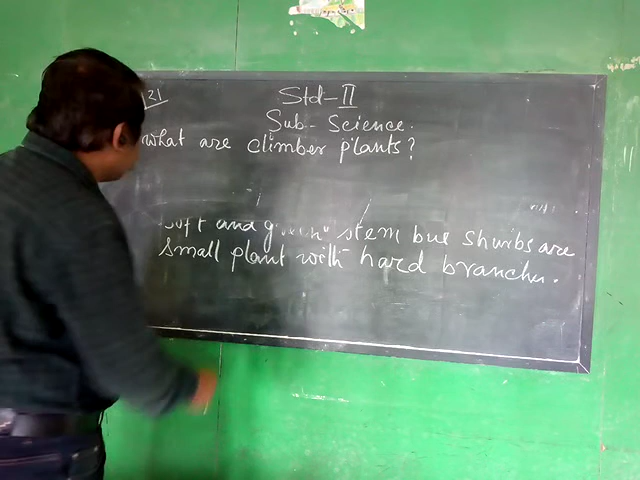 21
Std-II
Sub-Science.
What are climber plants?
soft and green stem but shurbs are
small plant with hard branches.